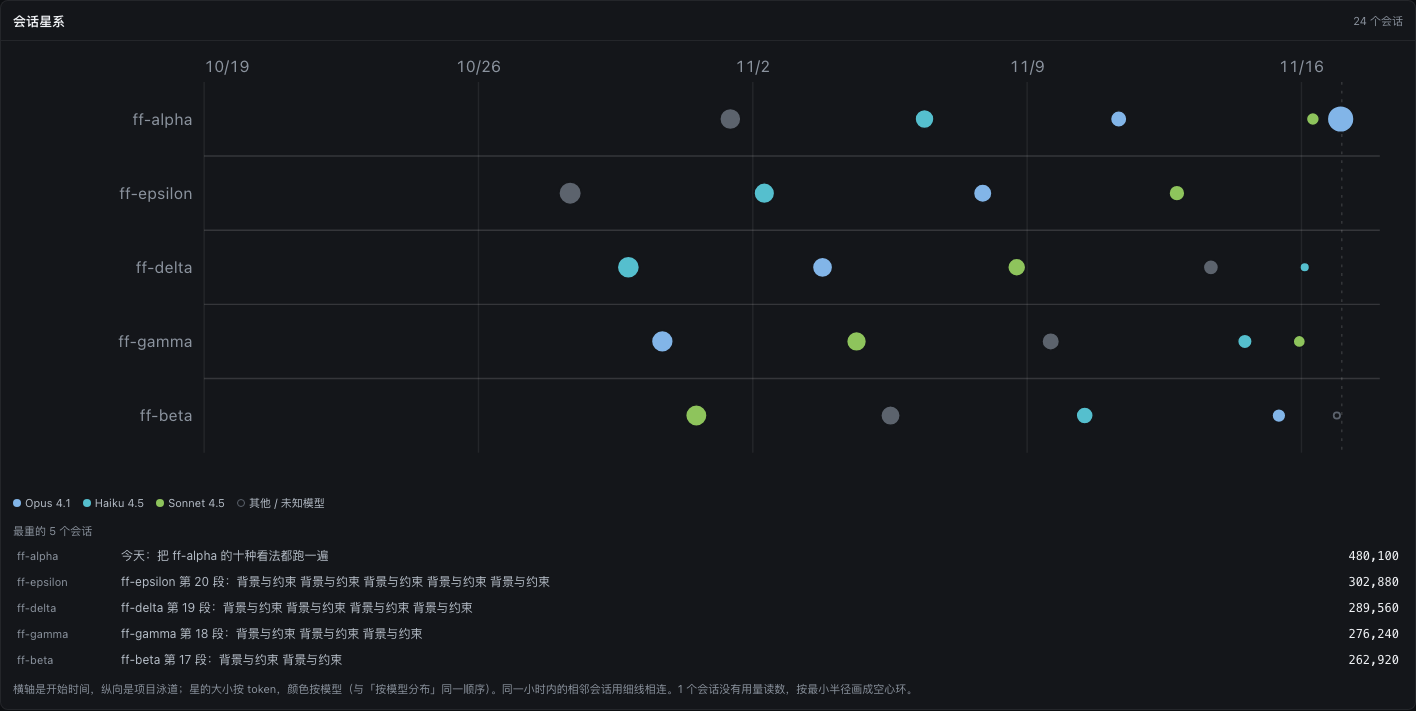 会话星系
24 个会话
10/19 10/26 11/2 11/9 11/16
ff-alpha
ff-epsilon
ff-delta
ff-gamma
ff-beta
Opus 4.1 Haiku 4.5 Sonnet 4.5 其他 / 未知模型
最重的 5 个会话
ff-alpha 今天：把 ff-alpha 的十种看法都跑一遍 480,100
ff-epsilon ff-epsilon 第 20 段：背景与约束 背景与约束 背景与约束 背景与约束 背景与约束 302,880
ff-delta ff-delta 第 19 段：背景与约束 背景与约束 背景与约束 背景与约束 289,560
ff-gamma ff-gamma 第 18 段：背景与约束 背景与约束 背景与约束 276,240
ff-beta ff-beta 第 17 段：背景与约束 背景与约束 262,920
横轴是开始时间，纵向是项目泳道；星的大小按 token，颜色按模型（与「按模型分布」同一顺序）。同一小时内的相邻会话用细线相连。1 个会话没有用量读数，按最小半径画成空心环。